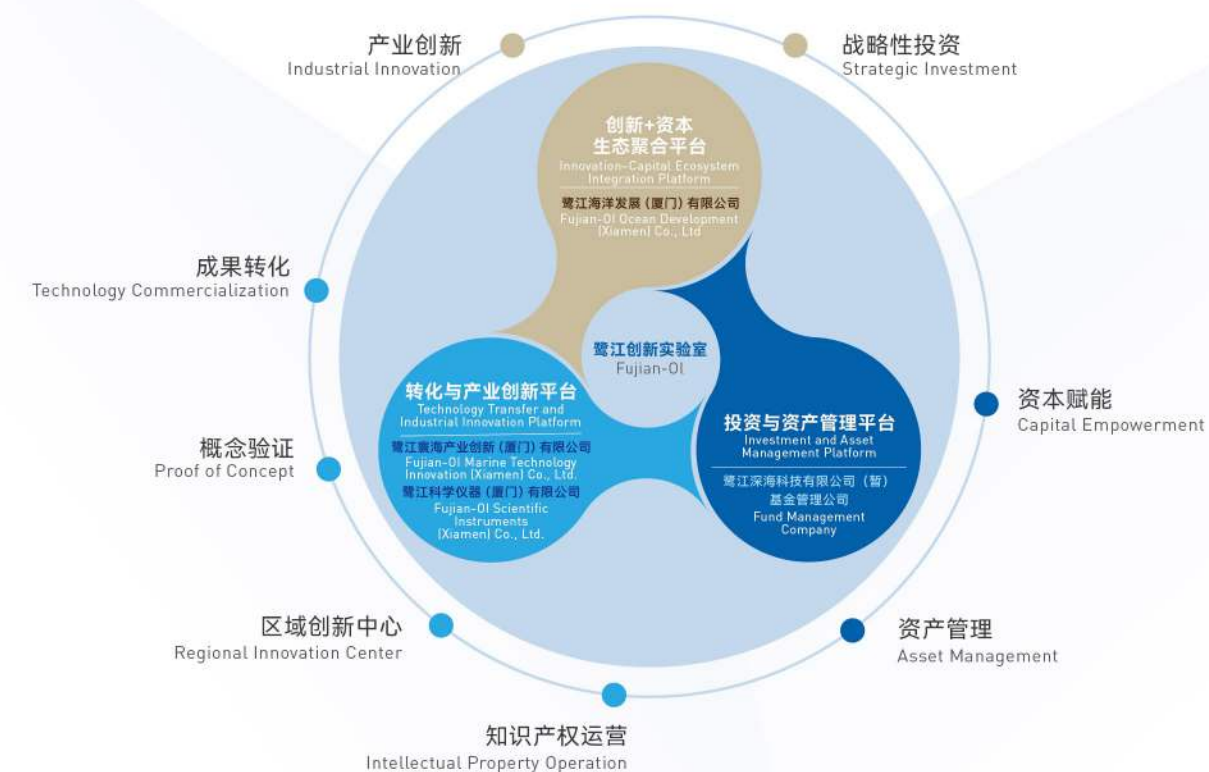 产业创新
Industrial Innovation
战略性投资
Strategic Investment
创新+资本
生态聚合平台
Innovation-Capital Ecosystem
Integration Platform
鹭江海洋发展（厦门）有限公司
Fujian-OI Ocean Development
(Xiamen) Co., Ltd
成果转化
Technology Commercialization
鹭江创新实验室
Fujian-OI
转化与产业创新平台
Technology Transfer and
Industrial Innovation Platform
鹭江寰海产业创新（厦门）有限公司
Fujian-OI Marine Technology
Innovation (Xiamen) Co., Ltd.
鹭江科学仪器（厦门）有限公司
Fujian-OI Scientific
Instruments
(Xiamen) Co., Ltd.
投资与资产管理平台
Investment and Asset
Management Platform
鹭江深海科技有限公司（暂）
基金管理公司
Fund Management
Company
资本赋能
Capital Empowerment
概念验证
Proof of Concept
区域创新中心
Regional Innovation Center
资产管理
Asset Management
知识产权运营
Intellectual Property Operation